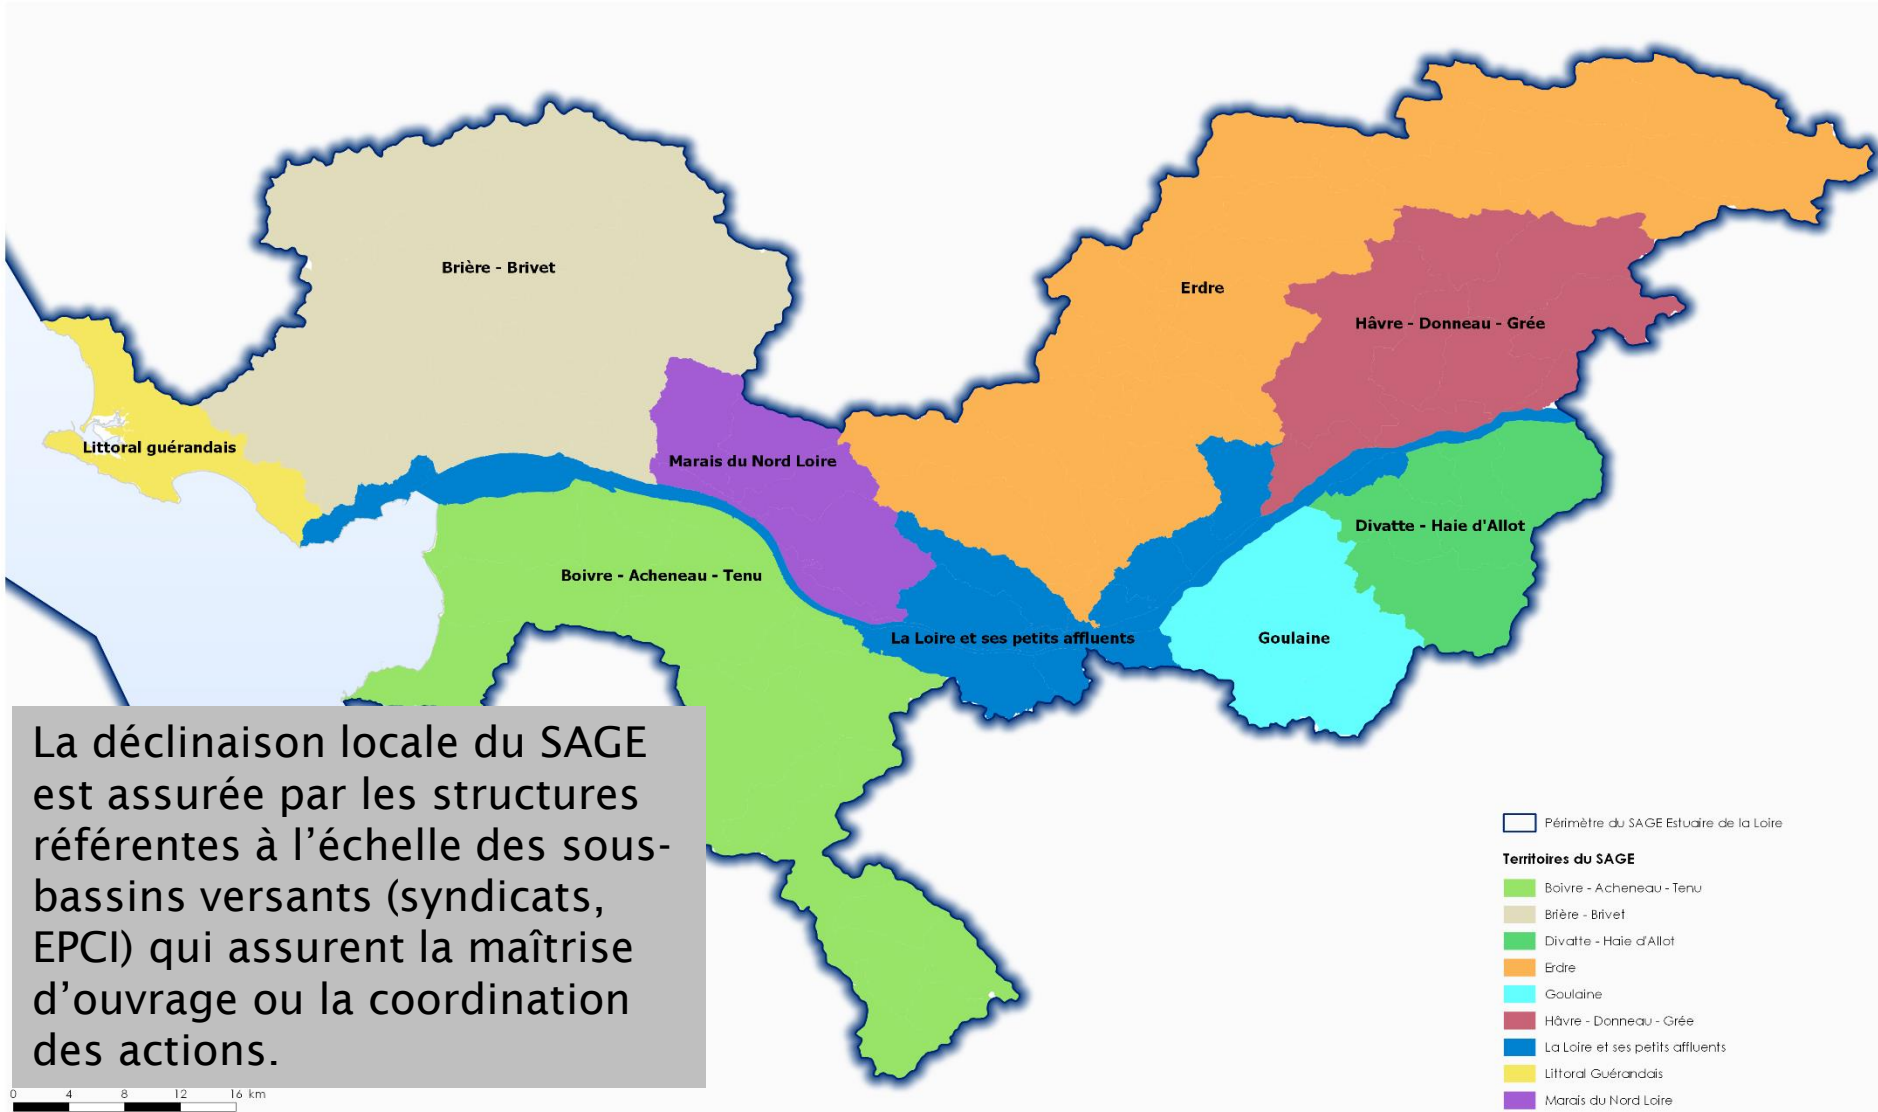 Brière - Brivet
Erdre
Hâvre - Donneau - Grée
Littoral guérandais
Marais du Nord Loire
Divatte - Haie d'Allot
Boivre - Acheneau - Tenu
La Loire et ses petits affluents
Goulaine
La déclinaison locale du SAGE
est assurée par les structures
référentes à l’échelle des sous-
bassins versants (syndicats,
EPCI) qui assurent la maîtrise
d’ouvrage ou la coordination
des actions.
0 4 8 12 16 km
Périmètre du SAGE Estuaire de la Loire
Territoires du SAGE
Boivre - Acheneau - Tenu
Brière - Brivet
Divatte - Haie d'Allot
Erdre
Goulaine
Hâvre - Donneau - Grée
La Loire et ses petits affluents
Littoral Guérandais
Marais du Nord Loire